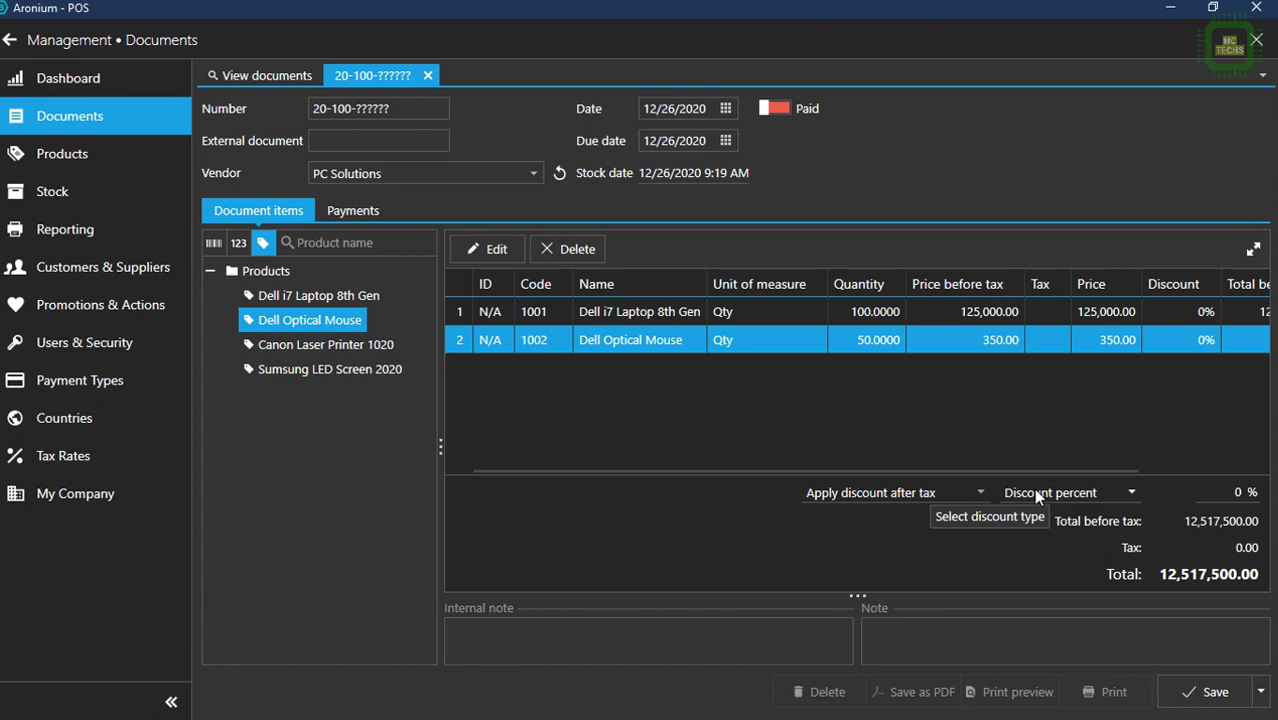 Aronium - POS
Management • Documents
MC
TECHS
Dashboard
Documents
Products
Stock
Reporting
Customers & Suppliers
Promotions & Actions
Users & Security
Payment Types
Countries
Tax Rates
My Company
View documents
20-100-??????
Number 20-100-?????? Date 12/26/2020 Paid
External document Due date 12/26/2020
Vendor PC Solutions Stock date 12/26/2020 9:19 AM
Document items Payments
123 Product name
Products
Dell i7 Laptop 8th Gen
Dell Optical Mouse
Canon Laser Printer 1020
Sumsung LED Screen 2020
Edit Delete
ID Code Name Unit of measure Quantity Price before tax Tax Price Discount Total be
1 N/A 1001 Dell i7 Laptop 8th Gen Qty 100.0000 125,000.00 125,000.00 0% 12
2 N/A 1002 Dell Optical Mouse Qty 50.0000 350.00 350.00 0%
Apply discount after tax Discount percent 0 %
Select discount type
Total before tax: 12,517,500.00
Tax: 0.00
Total: 12,517,500.00
Internal note Note
Delete Save as PDF Print preview Print Save